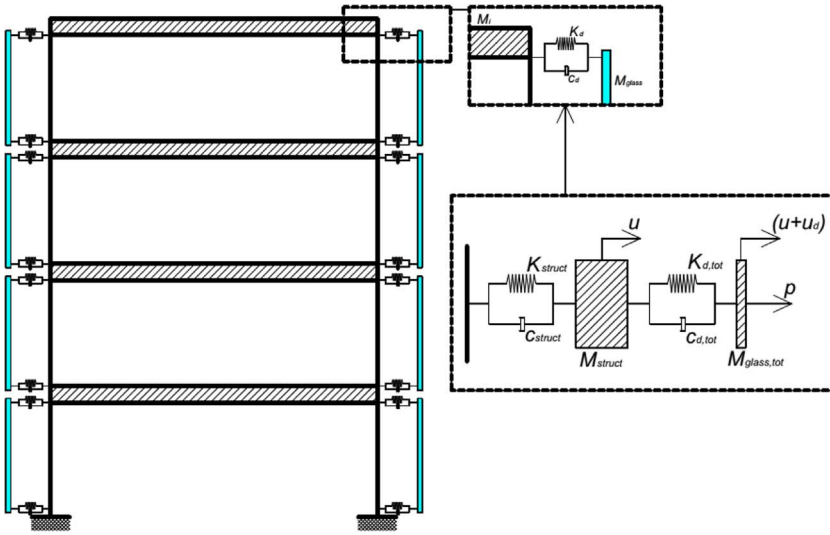 Mi
Kd
Cd
Mglass
u
(u+ud)
Kstruct
Kd,tot
p
Cstruct
Cd,tot
Mstruct
Mglass,tot